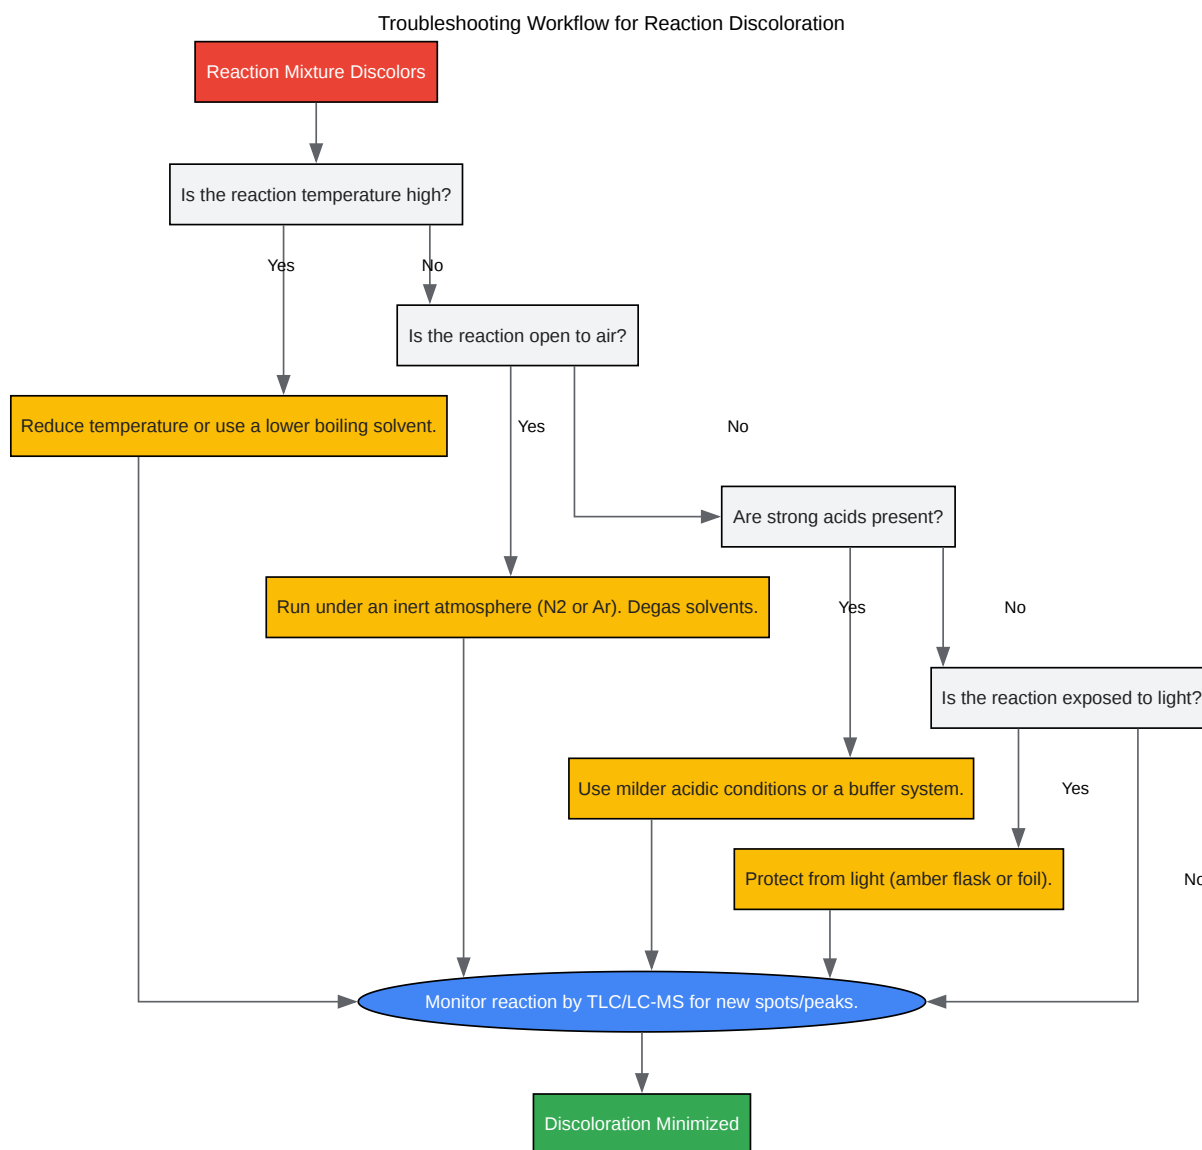 Troubleshooting Workflow for Reaction Discoloration
Reaction Mixture Discolors
Is the reaction temperature high?
Yes
No
Is the reaction open to air?
Reduce temperature or use a lower boiling solvent.
Yes
No
Are strong acids present?
Run under an inert atmosphere (N2 or Ar). Degas solvents.
Yes
No
Is the reaction exposed to light?
Use milder acidic conditions or a buffer system.
Yes
Protect from light (amber flask or foil).
No
Monitor reaction by TLC/LC-MS for new spots/peaks.
Discoloration Minimized